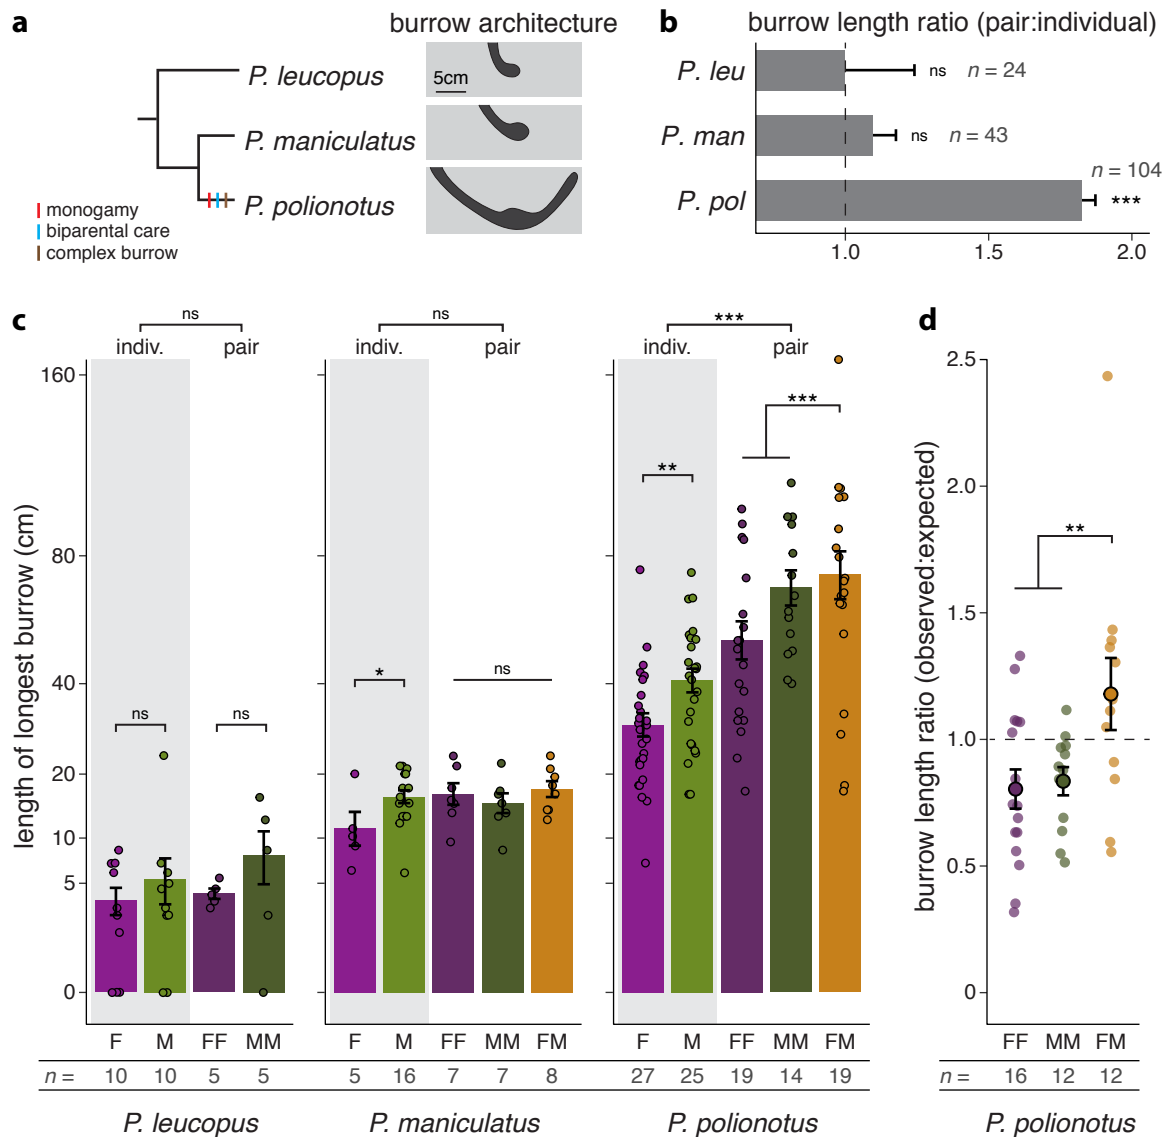 a
burrow architecture
P. leucopus
5cm
P. maniculatus
P. polionotus
monogamy
biparental care
complex burrow
b
burrow length ratio (pair:individual)
P. leu
ns
n = 24
P. man
ns
n = 43
n = 104
P. pol
***
1.0
1.5
2.0
c
length of longest burrow (cm)
160
80
40
20
10
5
0
ns
indiv.
pair
ns
ns
F
M
FF
MM
n =
10
10
5
5
P. leucopus
ns
indiv.
pair
*
ns
F
M
FF
MM
FM
5
16
7
7
8
P. maniculatus
***
indiv.
pair
**
***
F
M
FF
MM
FM
27
25
19
14
19
P. polionotus
d
burrow length ratio (observed:expected)
2.5
2.0
1.5
1.0
0.5
0
**
FF
MM
FM
n =
16
12
12
P. polionotus